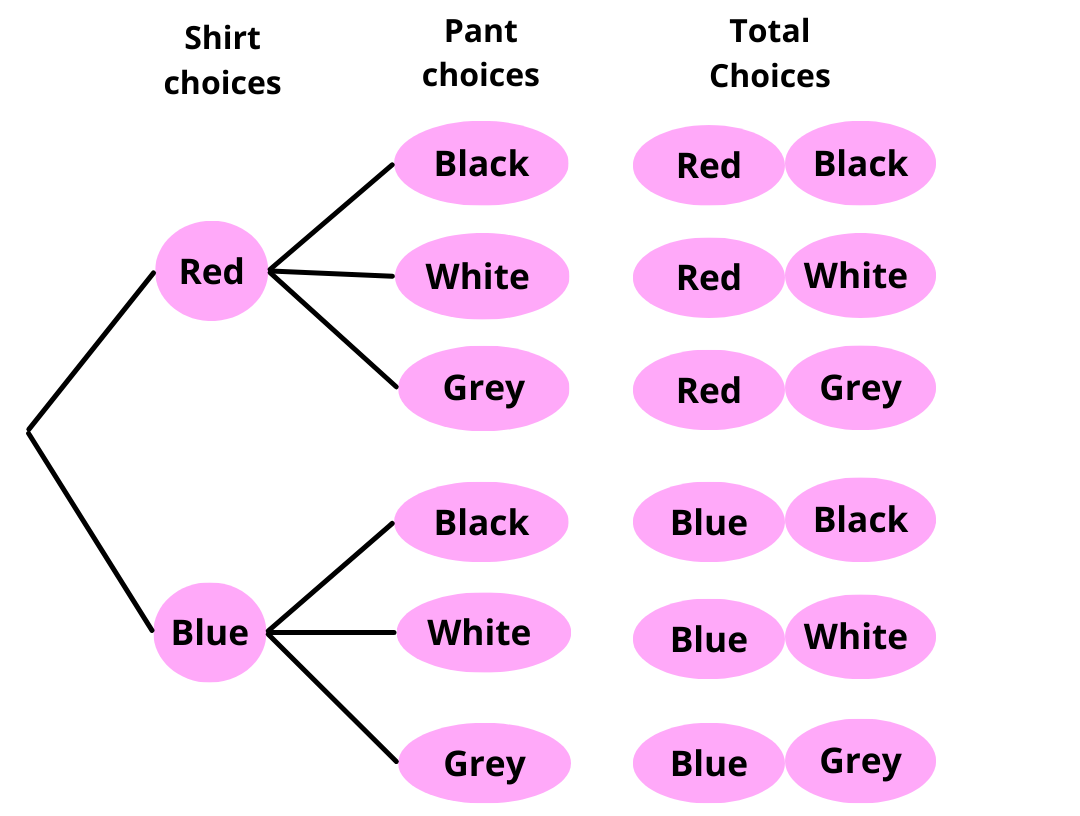 Shirt
choices
Pant
choices
Total
Choices
Red
Blue
Black
White
Grey
Black
White
Grey
Red Black
Red White
Red Grey
Blue Black
Blue White
Blue Grey